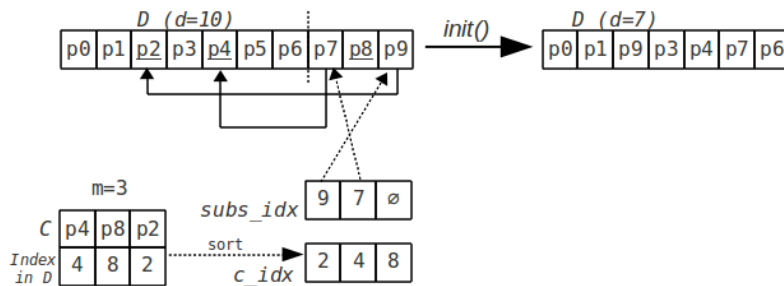 D (d=10)
p0 p1 p2 p3 p4 p5 p6 p7 p8 p9
init()
D (d=7)
p0 p1 p9 p3 p4 p7 p6
m=3
subs_idx 9 7 ∅
C p4 p8 p2
Index in D 4 8 2
sort
c_idx 2 4 8